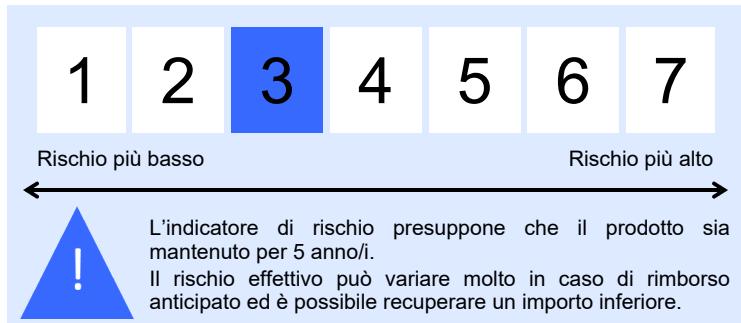 1 2 3 4 5 6 7
Rischio più basso Rischio più alto
L'indicatore di rischio presuppone che il prodotto sia
mantenuto per 5 anno/i.
!
Il rischio effettivo può variare molto in caso di rimborso
anticipato ed è possibile recuperare un importo inferiore.